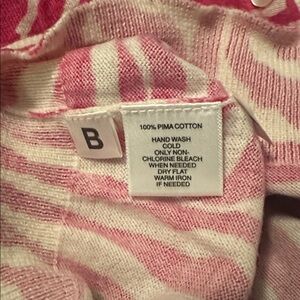 B
100% PIMA COTTON
HAND WASH
COLD
ONLY NON-
CHLORINE BLEACH
WHEN NEEDED
DRY FLAT
WARM IRON
IF NEEDED